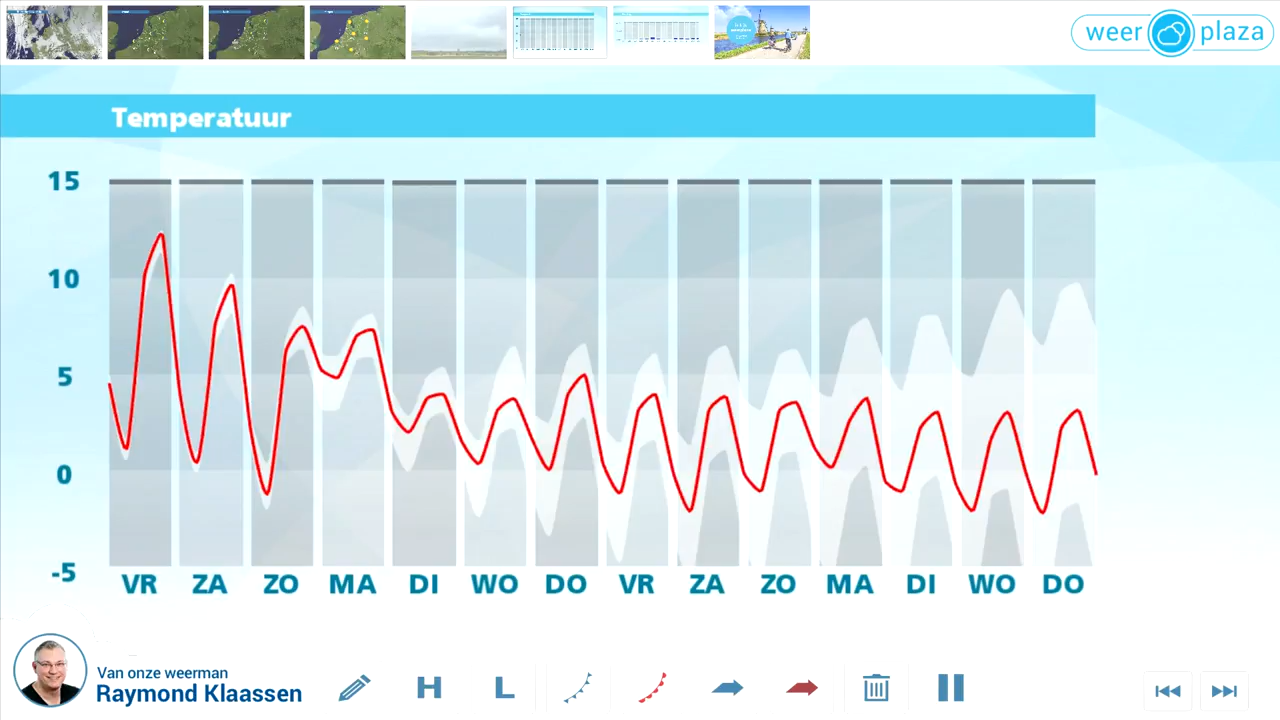 weer plaza
Temperatuur
15
10
5
0
-5
VR ZA ZO MA DI WO DO VR ZA ZO MA DI WO DO
Van onze weerman
Raymond Klaassen
H L